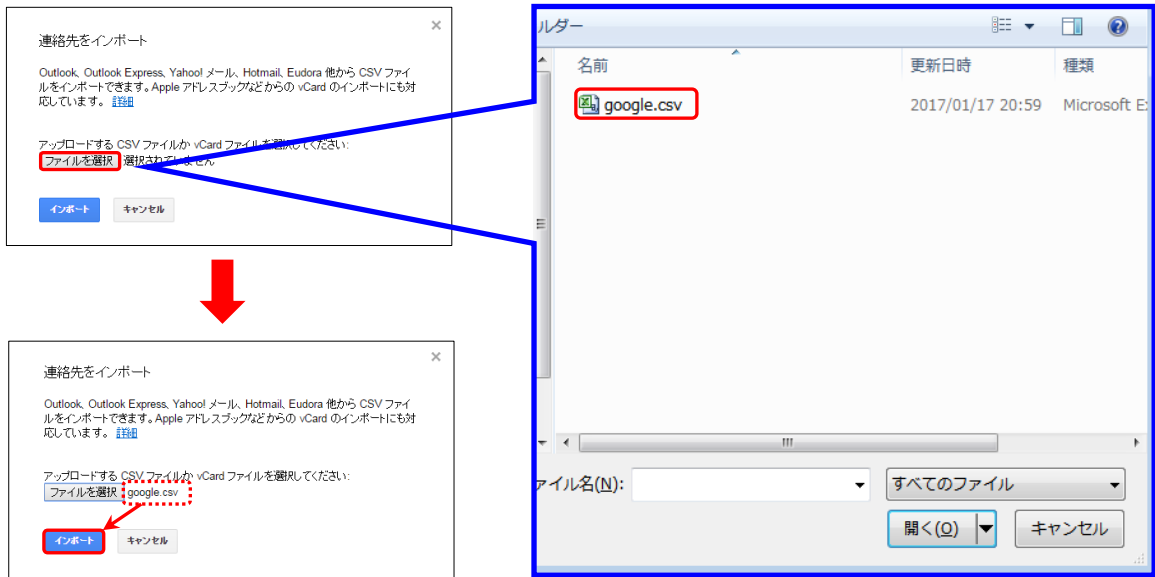 連絡先をインポート
Outlook、Outlook Express、Yahoo! メール、Hotmail、Eudora 他から CSV ファイ
ルをインポートできます。Apple アドレスブックなどからの vCard のインポートにも対
応しています。 詳細
アップロードする CSV ファイルか vCard ファイルを選択してください:
ファイルを選択 選択されていません
インポート キャンセル
連絡先をインポート
Outlook、Outlook Express、Yahoo! メール、Hotmail、Eudora 他から CSV ファイ
ルをインポートできます。Apple アドレスブックなどからの vCard のインポートにも対
応しています。 詳細
アップロードする CSV ファイルか vCard ファイルを選択してください:
ファイルを選択 google.csv
インポート キャンセル
ルダー
名前 更新日時 種類
google.csv 2017/01/17 20:59 Microsoft E
ァイル名(N): すべてのファイル
開く(O) キャンセル